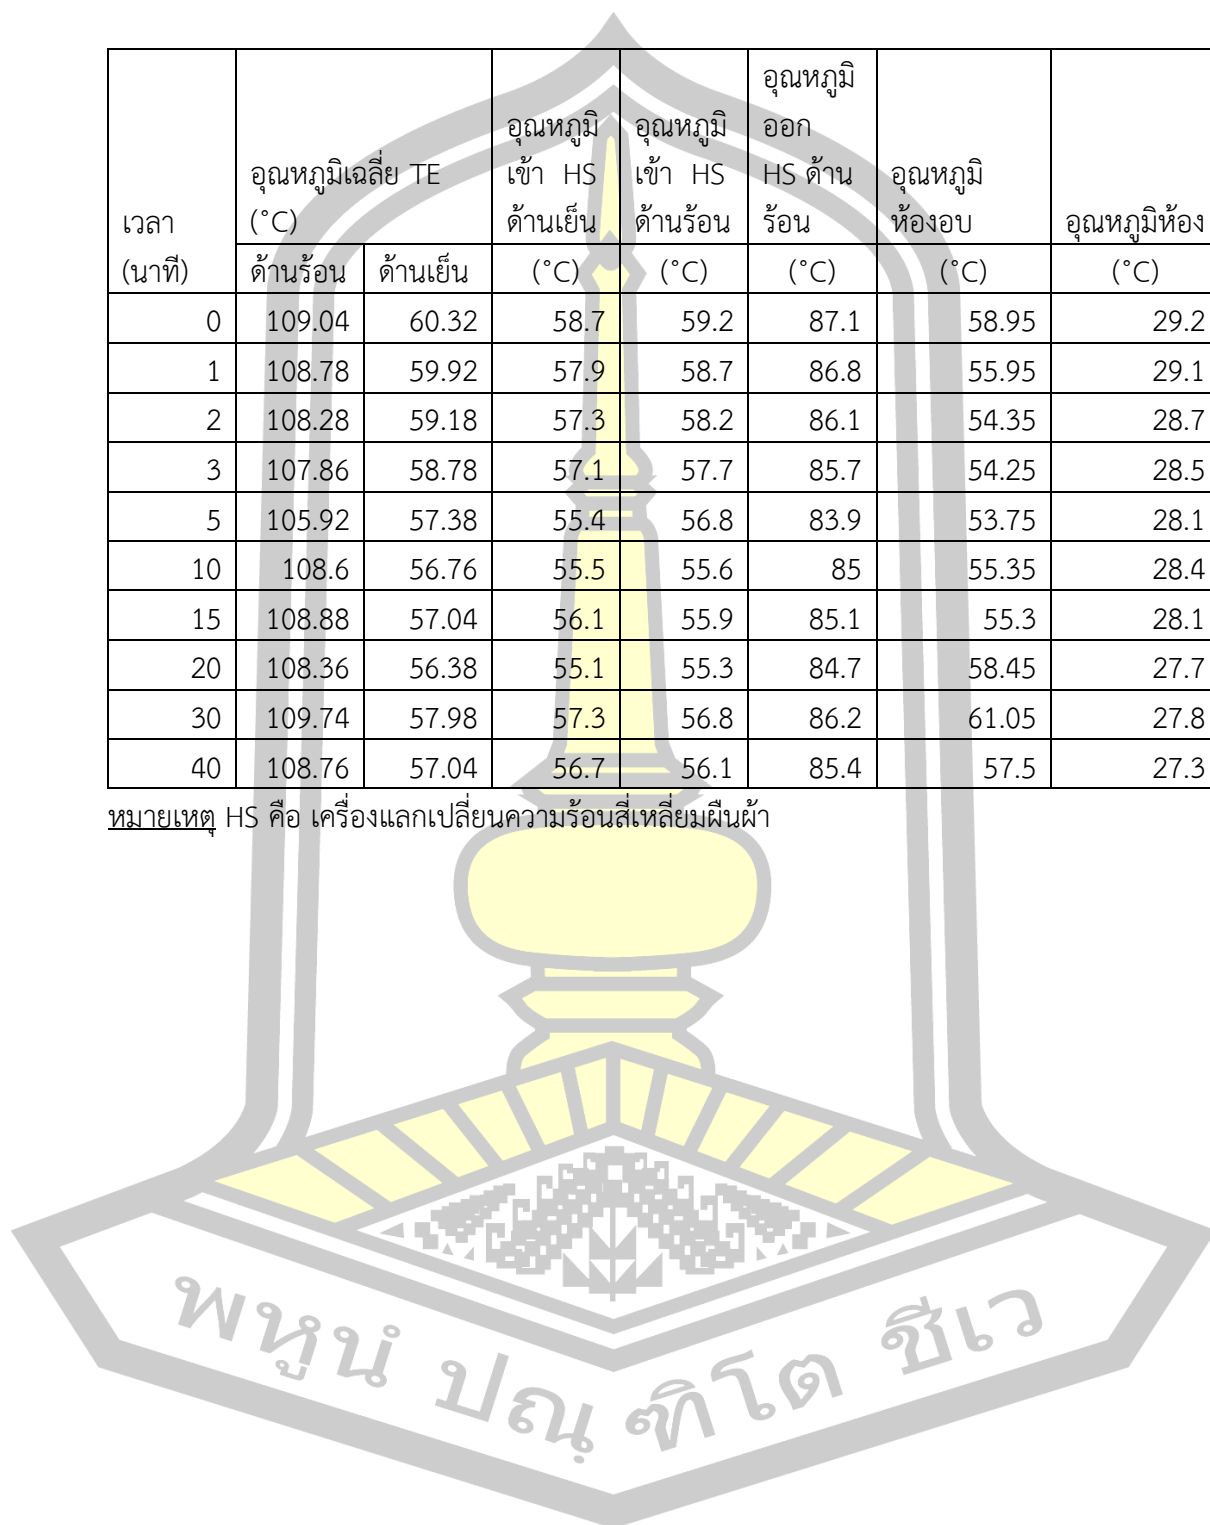 เวลา (นาที) อุณหภูมิเฉลี่ย TE (°C) อุณหภูมิเข้า HS ด้านเย็น อุณหภูมิเข้า HS ด้านร้อน อุณหภูมิออก HS ด้านร้อน อุณหภูมิห้องอบ อุณหภูมิห้อง
ด้านร้อน ด้านเย็น (°C) (°C) (°C) (°C) (°C)
0 109.04 60.32 58.7 59.2 87.1 58.95 29.2
1 108.78 59.92 57.9 58.7 86.8 55.95 29.1
2 108.28 59.18 57.3 58.2 86.1 54.35 28.7
3 107.86 58.78 57.1 57.7 85.7 54.25 28.5
5 105.92 57.38 55.4 56.8 83.9 53.75 28.1
10 108.6 56.76 55.5 55.6 85 55.35 28.4
15 108.88 57.04 56.1 55.9 85.1 55.3 28.1
20 108.36 56.38 55.1 55.3 84.7 58.45 27.7
30 109.74 57.98 57.3 56.8 86.2 61.05 27.8
40 108.76 57.04 56.7 56.1 85.4 57.5 27.3
หมายเหตุ HS คือ เครื่องแลกเปลี่ยนความร้อนสี่เหลี่ยมผืนผ้า
พหูนํ ปณฺฑิโต ชีเว